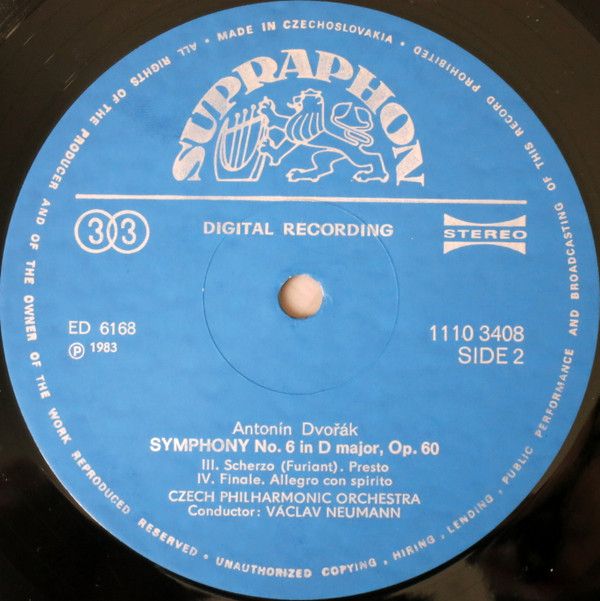 MADE IN CZECHOSLOVAKIA • ALL RIGHTS OF THE PRODUCER AND OF THE OWNER OF THE WORK REPRODUCED RESERVED • UNAUTHORIZED COPYING, HIRING, LENDING, PUBLIC PERFORMANCE AND BROADCASTING OF THIS RECORD PROHIBITED
SUPRAPHON
33
DIGITAL RECORDING
STEREO
ED 6168
1110 3408
℗ 1983
SIDE 2
Antonín Dvořák
SYMPHONY No. 6 in D major, Op. 60
III. Scherzo (Furiant). Presto
IV. Finale. Allegro con spirito
CZECH PHILHARMONIC ORCHESTRA
Conductor: VÁCLAV NEUMANN